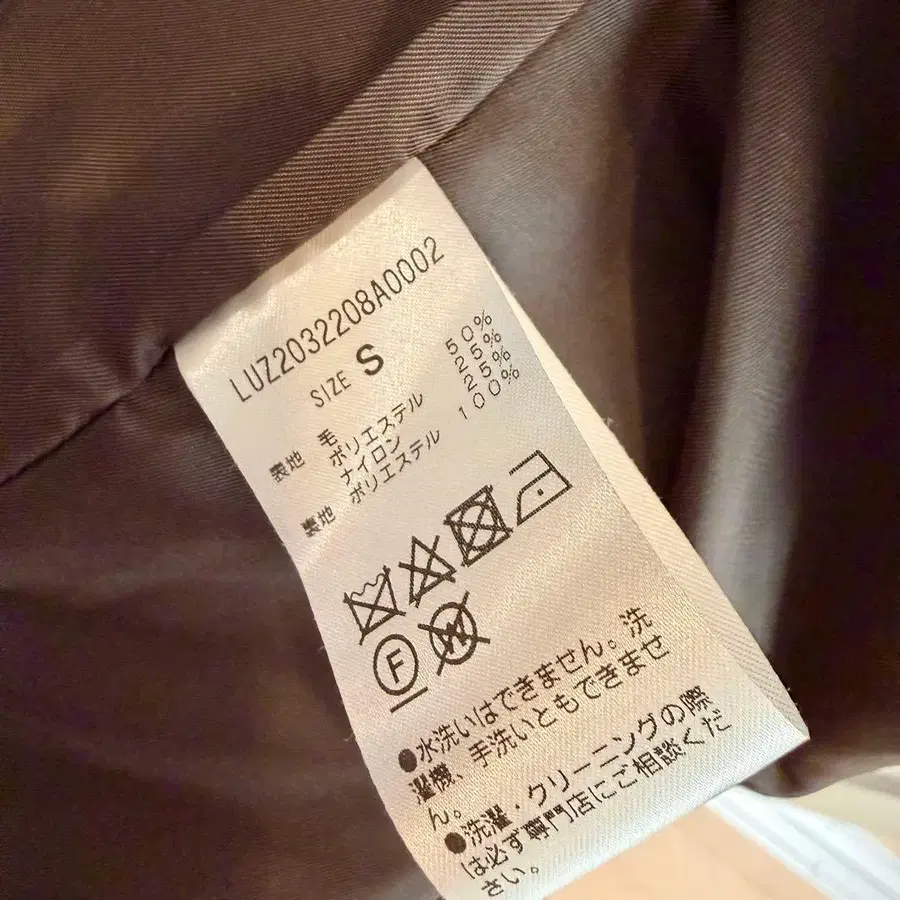 LUZ2032208A0002
SIZE S
表地 毛 50%
ポリエステル 25%
ナイロン 25%
裏地 ポリエステル 100%
F W
●水洗いはできません。洗
濯機、手洗いともできませ
ん。
●洗濯・クリーニングの際
は必ず専門店にご相談くだ
さい。